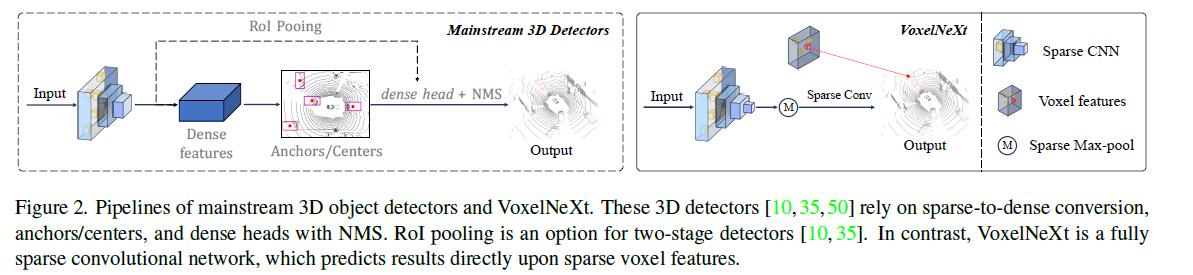 RoI Pooing
Mainstream 3D Detectors
Input
dense head + NMS
Dense
features
Anchors/Centers
Output
VoxelNeXt
Input
M
Sparse Conv
Output
Sparse CNN
Voxel features
M
Sparse Max-pool
Figure 2. Pipelines of mainstream 3D object detectors and VoxelNeXt. These 3D detectors [10,35,50] rely on sparse-to-dense conversion,
anchors/centers, and dense heads with NMS. RoI pooling is an option for two-stage detectors [10, 35]. In contrast, VoxelNeXt is a fully
sparse convolutional network, which predicts results directly upon sparse voxel features.